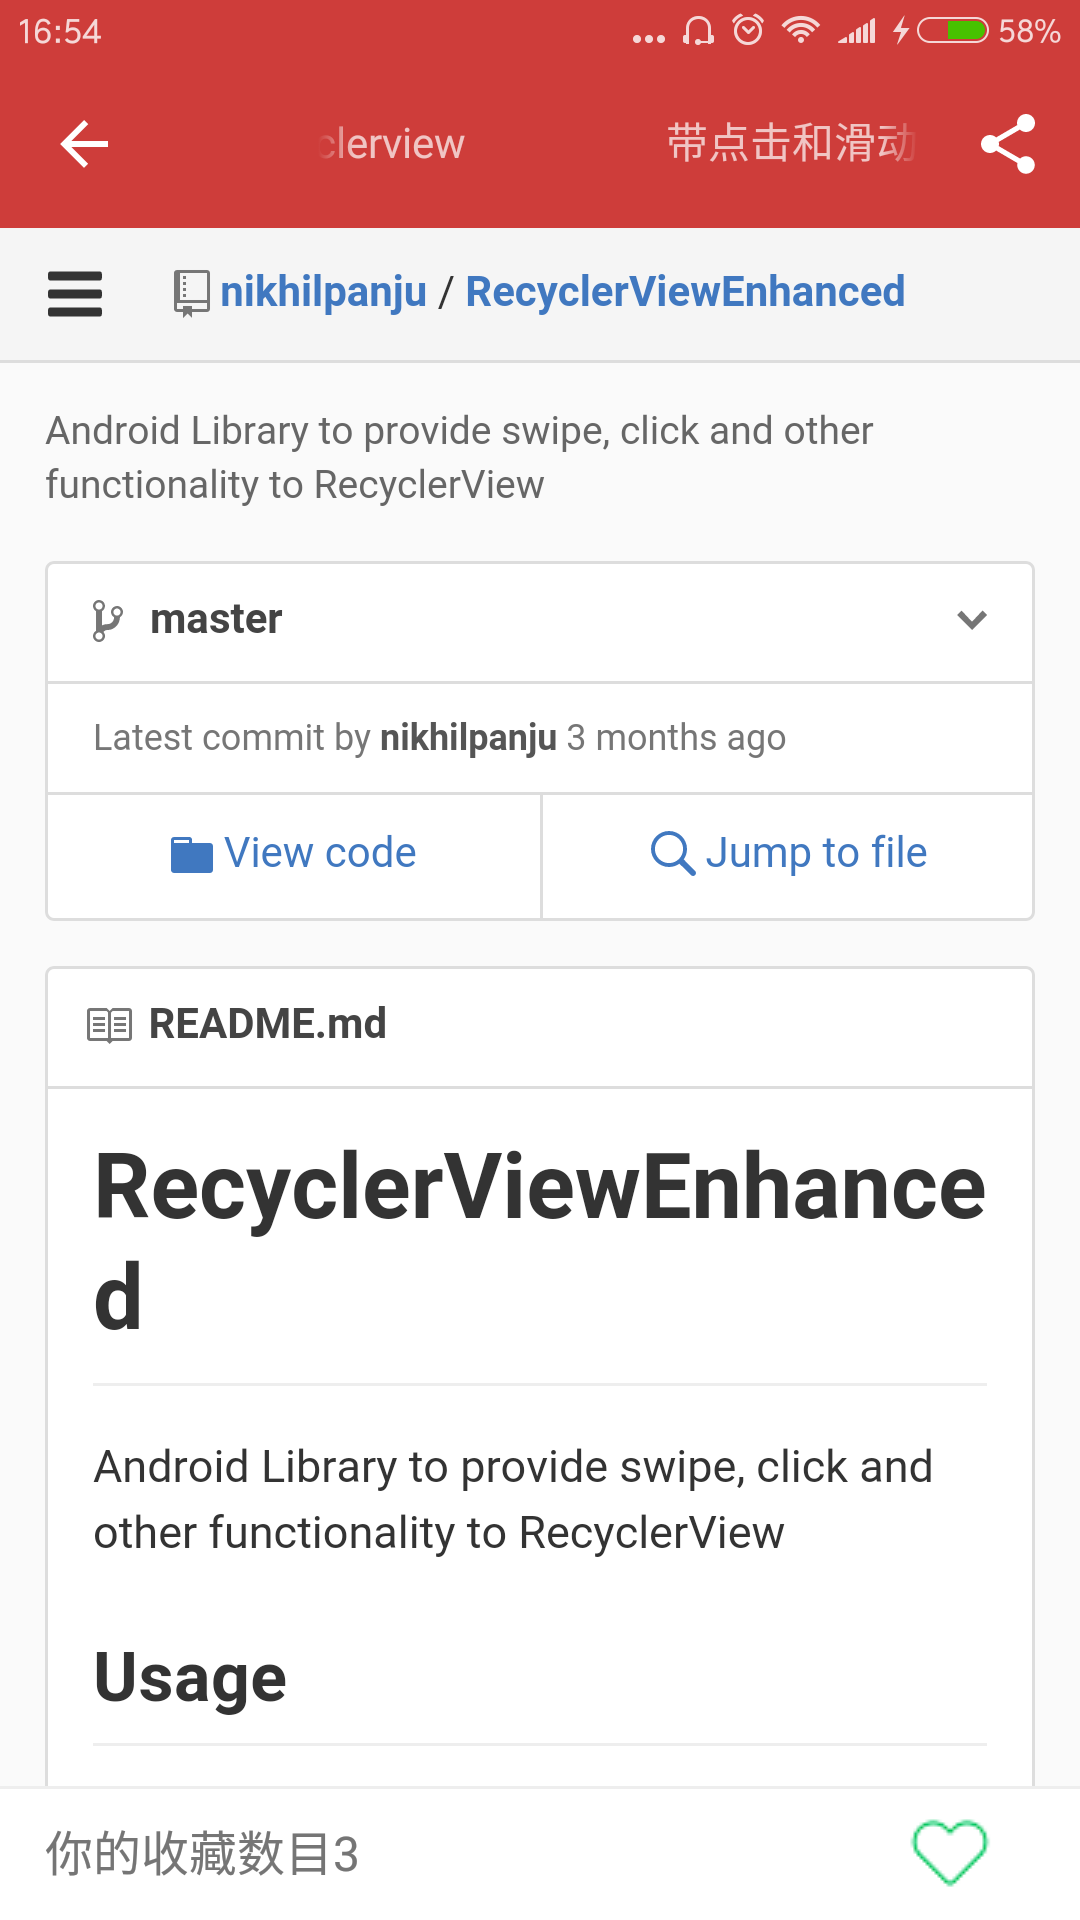 16:54 58%
clerview 带点击和滑动
nikhilpanju / RecyclerViewEnhanced
Android Library to provide swipe, click and other
functionality to RecyclerView
master
Latest commit by nikhilpanju 3 months ago
View code Jump to file
README.md
RecyclerViewEnhance
d
Android Library to provide swipe, click and
other functionality to RecyclerView
Usage
你的收藏数目3